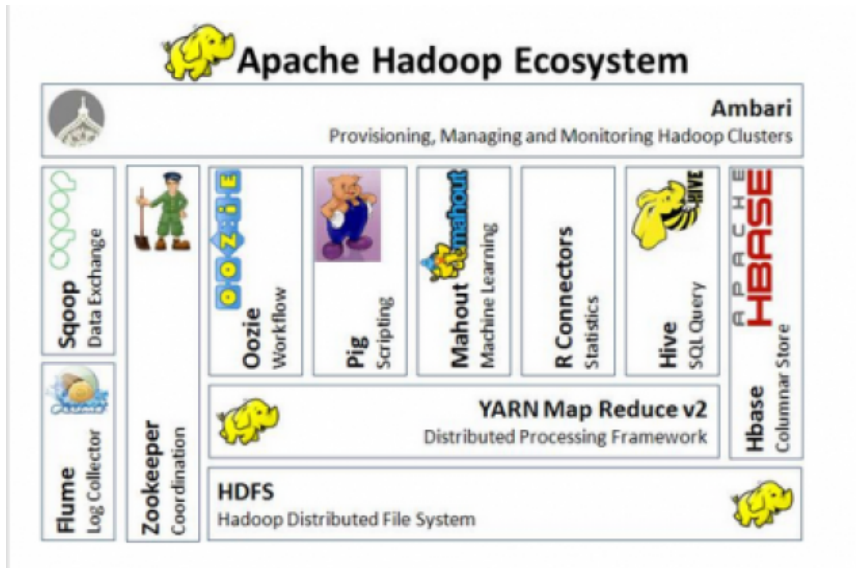 Apache Hadoop Ecosystem
Ambari
Provisioning, Managing and Monitoring Hadoop Clusters
sqoop
Sqoop
Data Exchange
Flume
Log Collector
Zookeeper
Coordination
OOZIE
Oozie
Workflow
Pig
Scripting
mahout
Mahout
Machine Learning
R Connectors
Statistics
HIVE
Hive
SQL Query
APACHE
HBASE
Hbase
Columnar Store
YARN Map Reduce v2
Distributed Processing Framework
HDFS
Hadoop Distributed File System